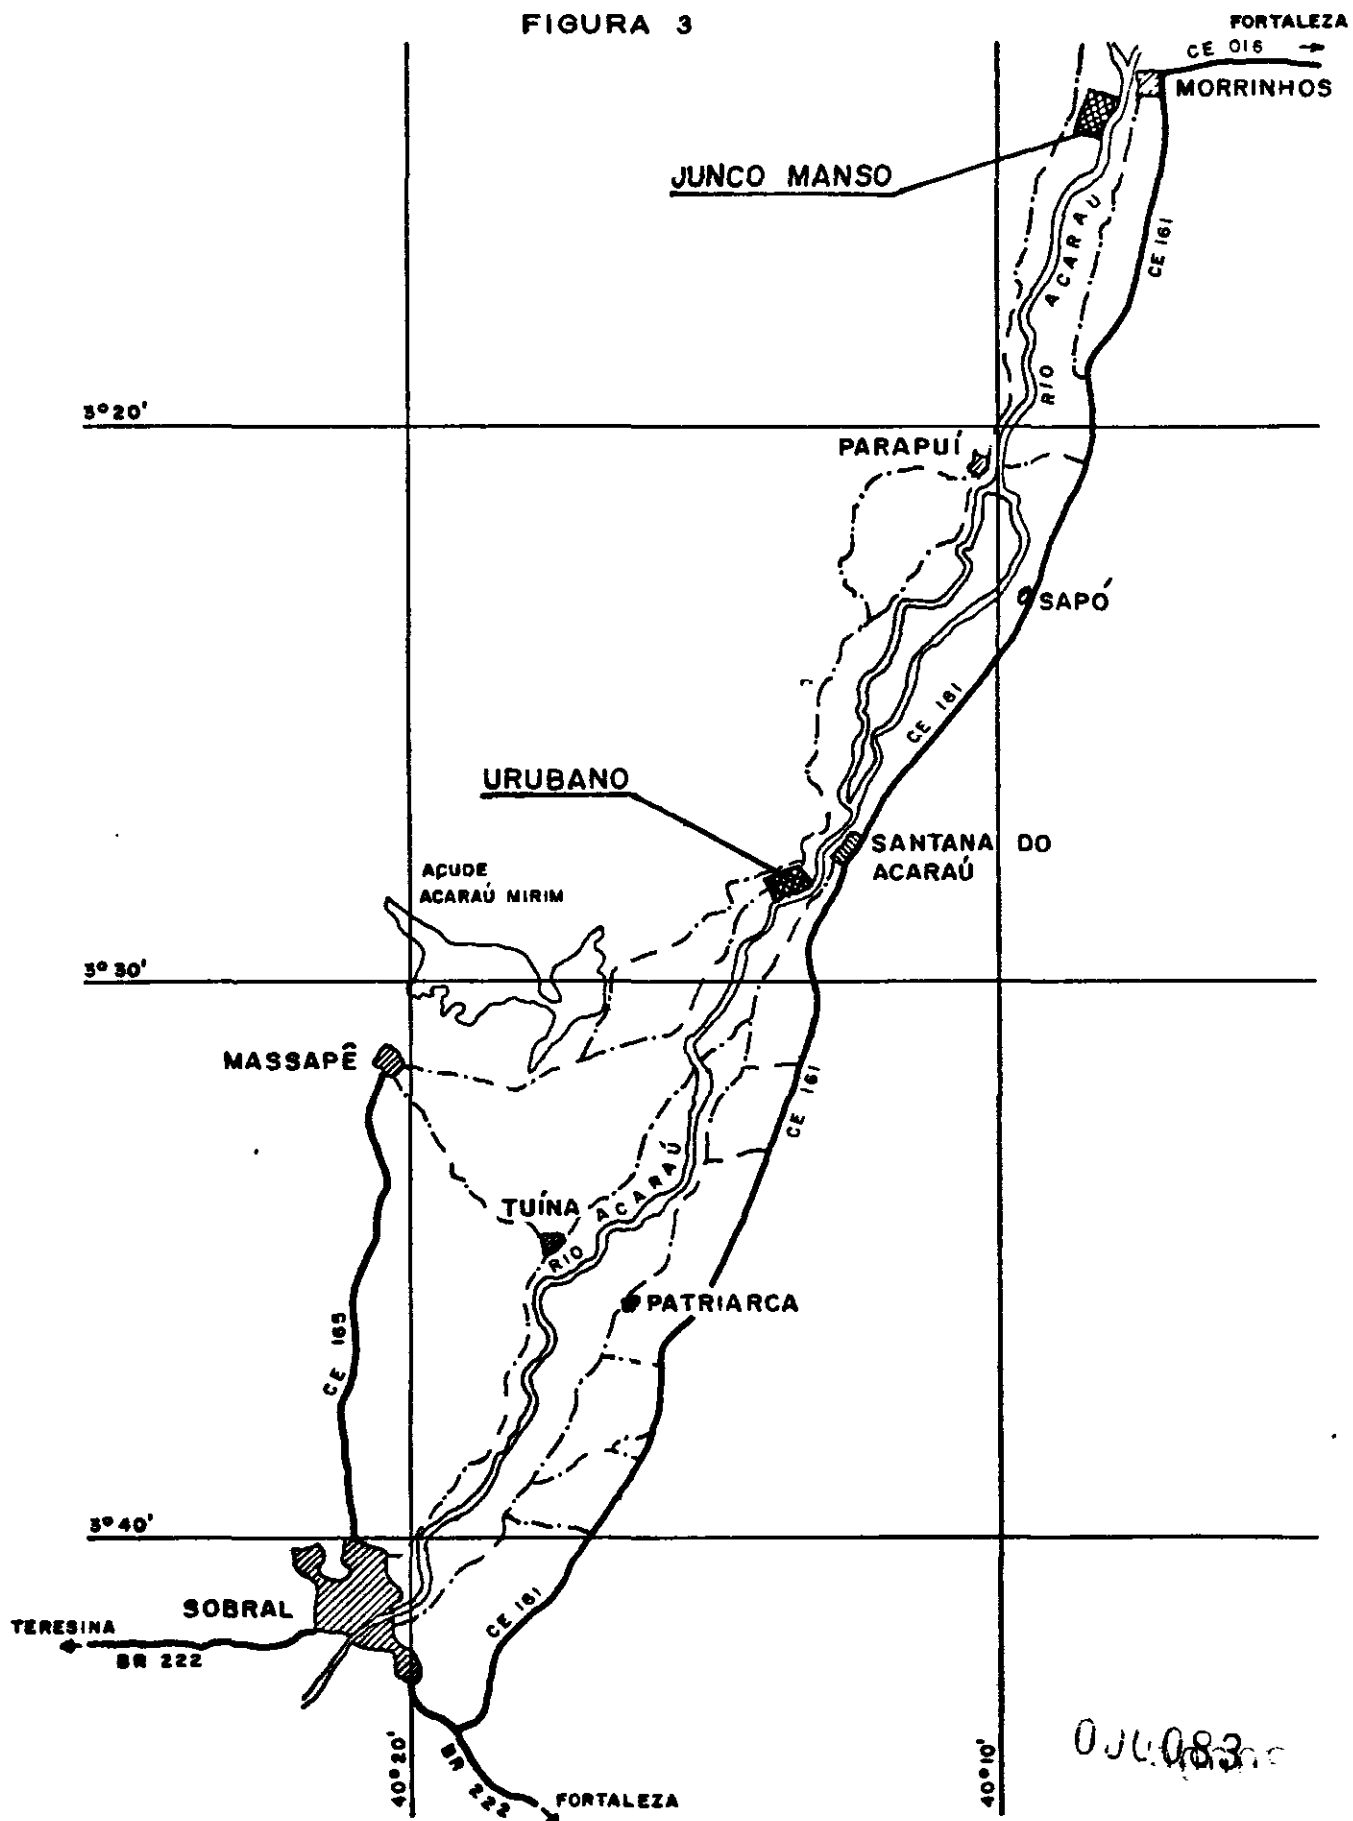 FIGURA 3
FORTALEZA
CE 016
MORRINHOS
JUNCO MANSO
RIO ACARAÚ
CE 161
3° 20'
PARAPUÍ
SAPÓ
CE 161
URUBANO
SANTANA DO
ACARAÚ
AÇUDE
ACARAÚ MIRIM
3° 30'
MASSAPÊ
CE 161
TUÍNA
RIO ACARAÚ
PATRIARCA
CE 165
3° 40'
SOBRAL
CE 161
TERESINA
BR 222
40° 20'
40° 10'
BR 222
FORTALEZA